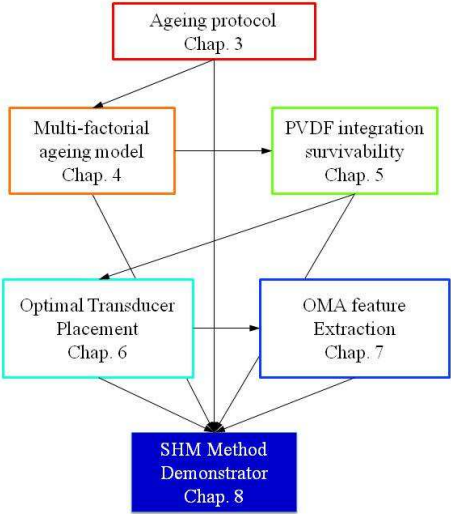 Ageing protocol
Chap. 3
Multi-factorial
ageing model
Chap. 4
PVDF integration
survivability
Chap. 5
Optimal Transducer
Placement
Chap. 6
OMA feature
Extraction
Chap. 7
SHM Method
Demonstrator
Chap. 8